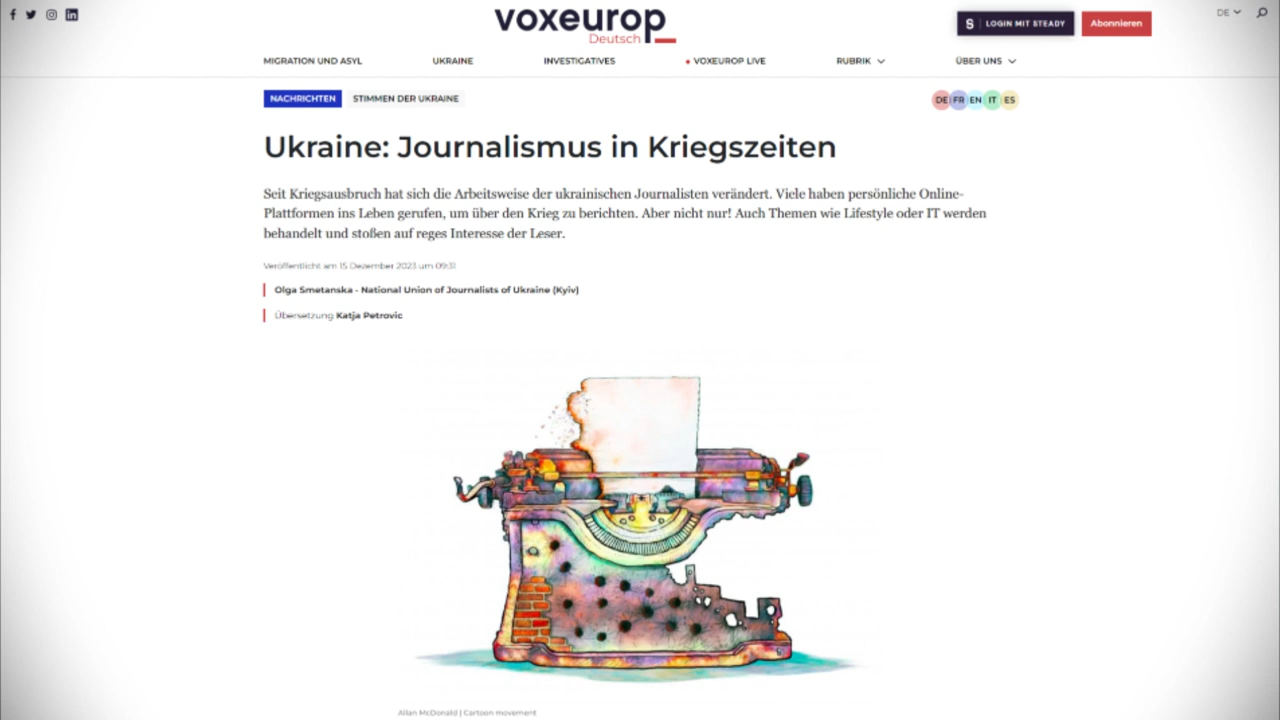 voxeurop
Deutsch
S LOGIN MIT STEADY
Abonnieren
DE
MIGRATION UND ASYL
UKRAINE
INVESTIGATIVES
VOXEUROP LIVE
RUBRIK
ÜBER UNS
NACHRICHTEN
STIMMEN DER UKRAINE
DE FR EN IT ES
Ukraine: Journalismus in Kriegszeiten
Seit Kriegsausbruch hat sich die Arbeitsweise der ukrainischen Journalisten verändert. Viele haben persönliche Online-
Plattformen ins Leben gerufen, um über den Krieg zu berichten. Aber nicht nur! Auch Themen wie Lifestyle oder IT werden
behandelt und stoßen auf reges Interesse der Leser.
Veröffentlicht am 15 Dezember 2023 um 09:31
Olga Smetanska - National Union of Journalists of Ukraine (Kyiv)
Übersetzung Katja Petrovic
Allan McDonald | Cartoon movement